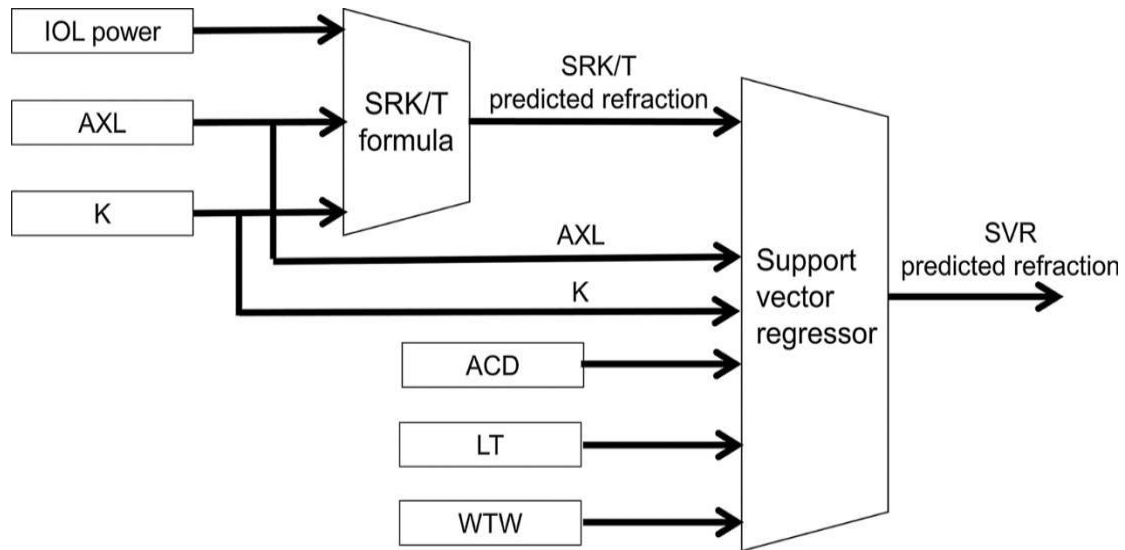 IOL power
AXL
K
SRK/T
formula
SRK/T
predicted refraction
AXL
K
ACD
LT
WTW
Support
vector
regressor
SVR
predicted refraction